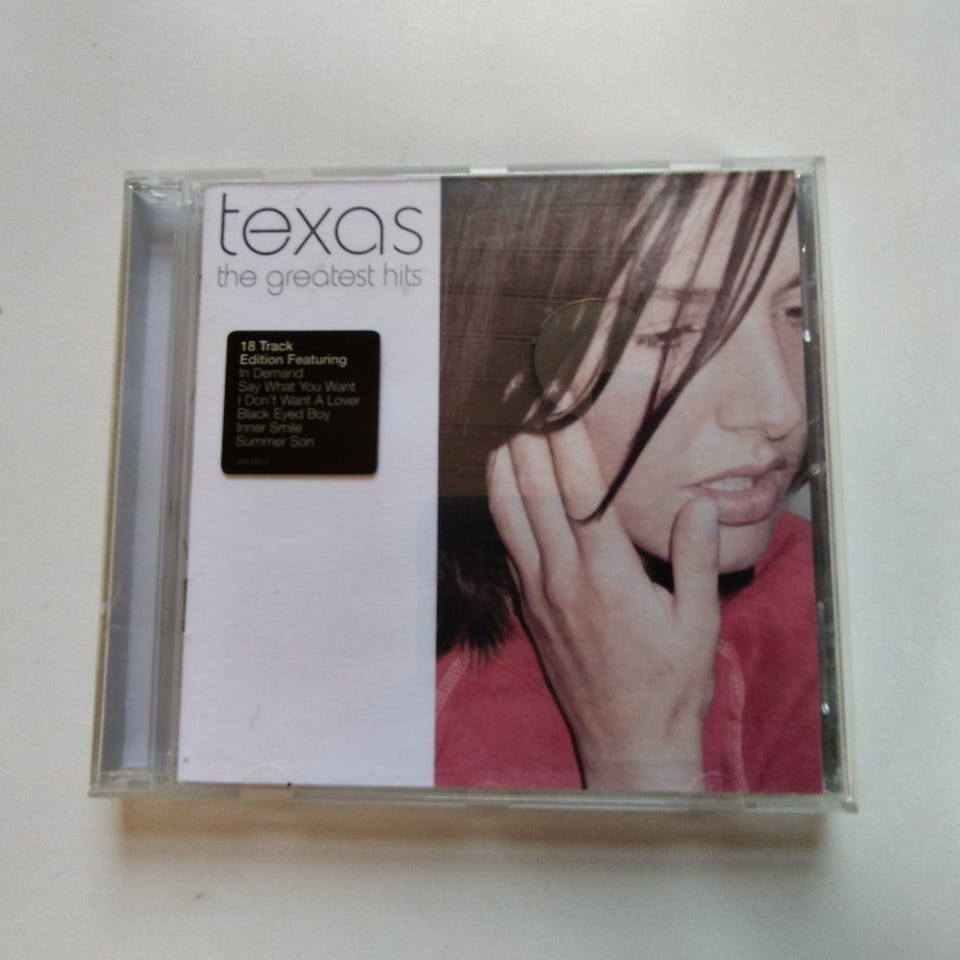 texas
the greatest hits
18 Track
Edition Featuring
In Demand
Say What You Want
I Don't Want A Lover
Black Eyed Boy
Inner Smile
Summer Son